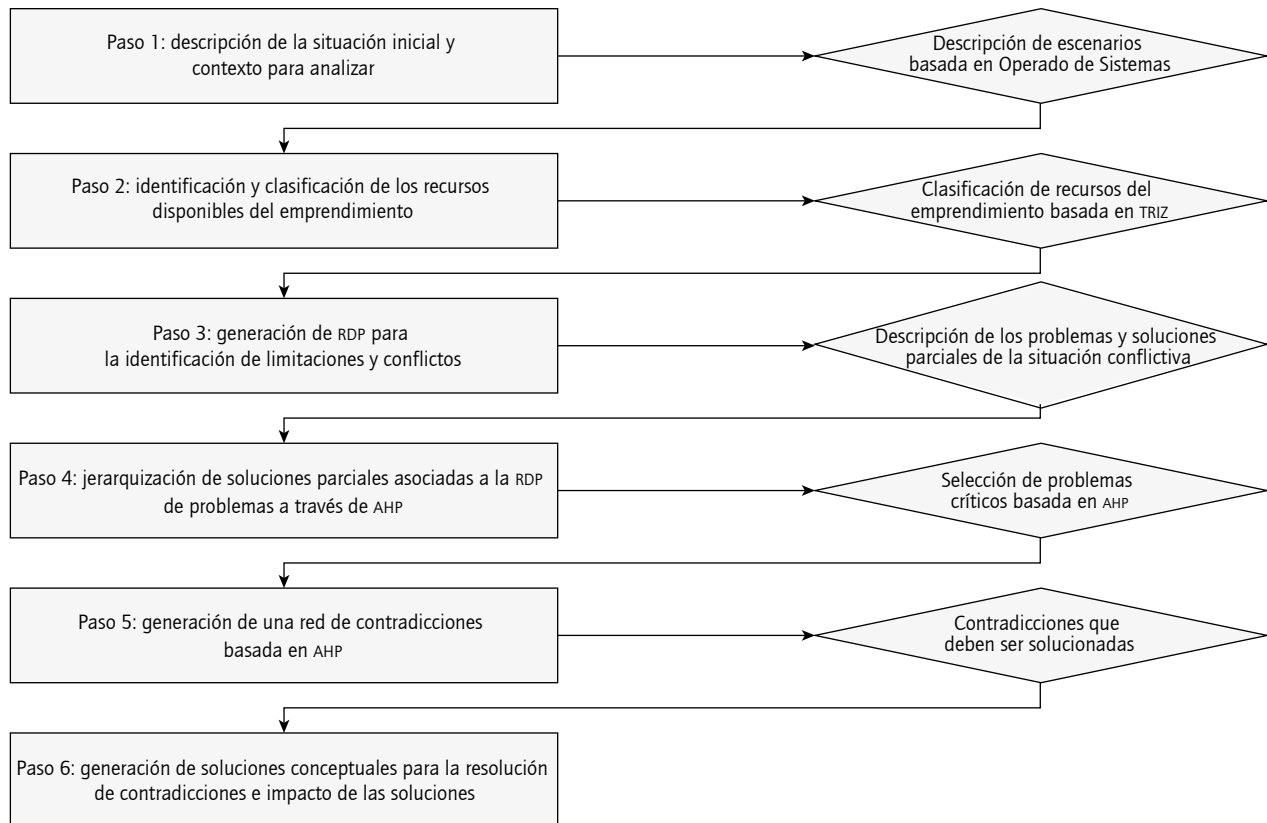 Paso 1: descripción de la situación inicial y
contexto para analizar
Descripción de escenarios
basada en Operado de Sistemas
Paso 2: identificación y clasificación de los recursos
disponibles del emprendimiento
Clasificación de recursos del
emprendimiento basada en TRIZ
Paso 3: generación de RDP para
la identificación de limitaciones y conflictos
Descripción de los problemas y soluciones
parciales de la situación conflictiva
Paso 4: jerarquización de soluciones parciales asociadas a la RDP
de problemas a través de AHP
Selección de problemas
críticos basada en AHP
Paso 5: generación de una red de contradicciones
basada en AHP
Contradicciones que
deben ser solucionadas
Paso 6: generación de soluciones conceptuales para la resolución
de contradicciones e impacto de las soluciones